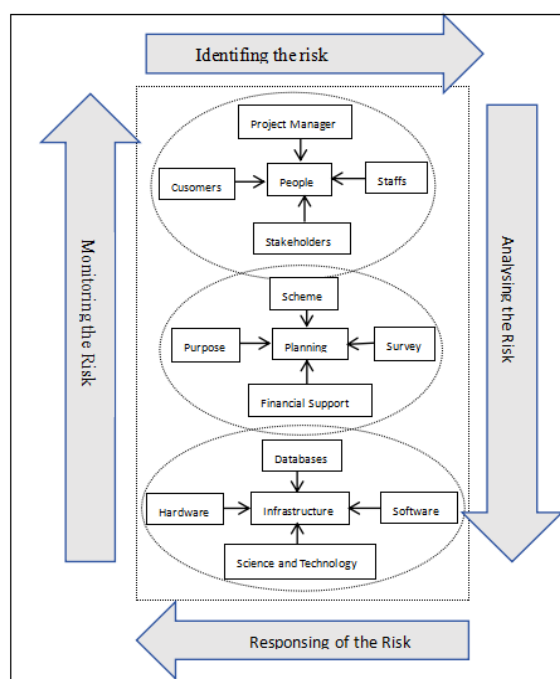 Identifing the risk
Project Manager
Cusomers
People
Staffs
Stakeholders
Monitoring the Risk
Analysing the Risk
Scheme
Purpose
Planning
Survey
Financial Support
Databases
Hardware
Infrastructure
Software
Science and Technology
Responsing of the Risk